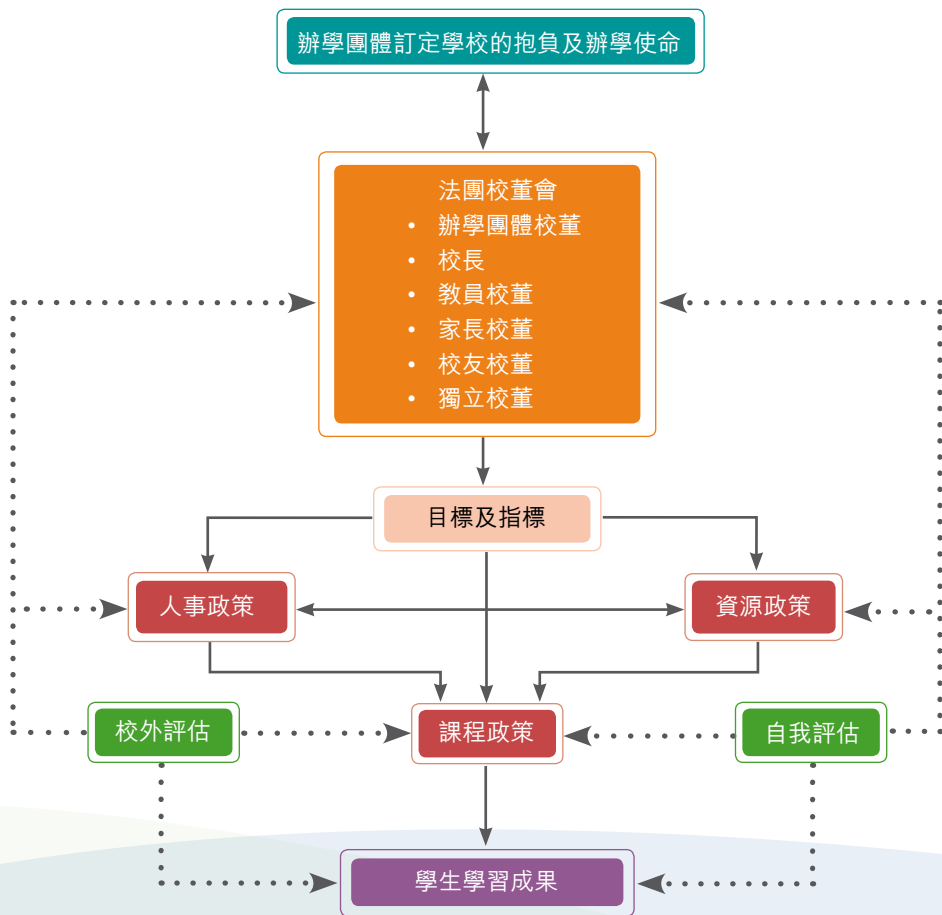 辦學團體訂定學校的抱負及辦學使命
法團校董會
• 辦學團體校董
• 校長
• 教員校董
• 家長校董
• 校友校董
• 獨立校董
目標及指標
人事政策
資源政策
校外評估
課程政策
自我評估
學生學習成果